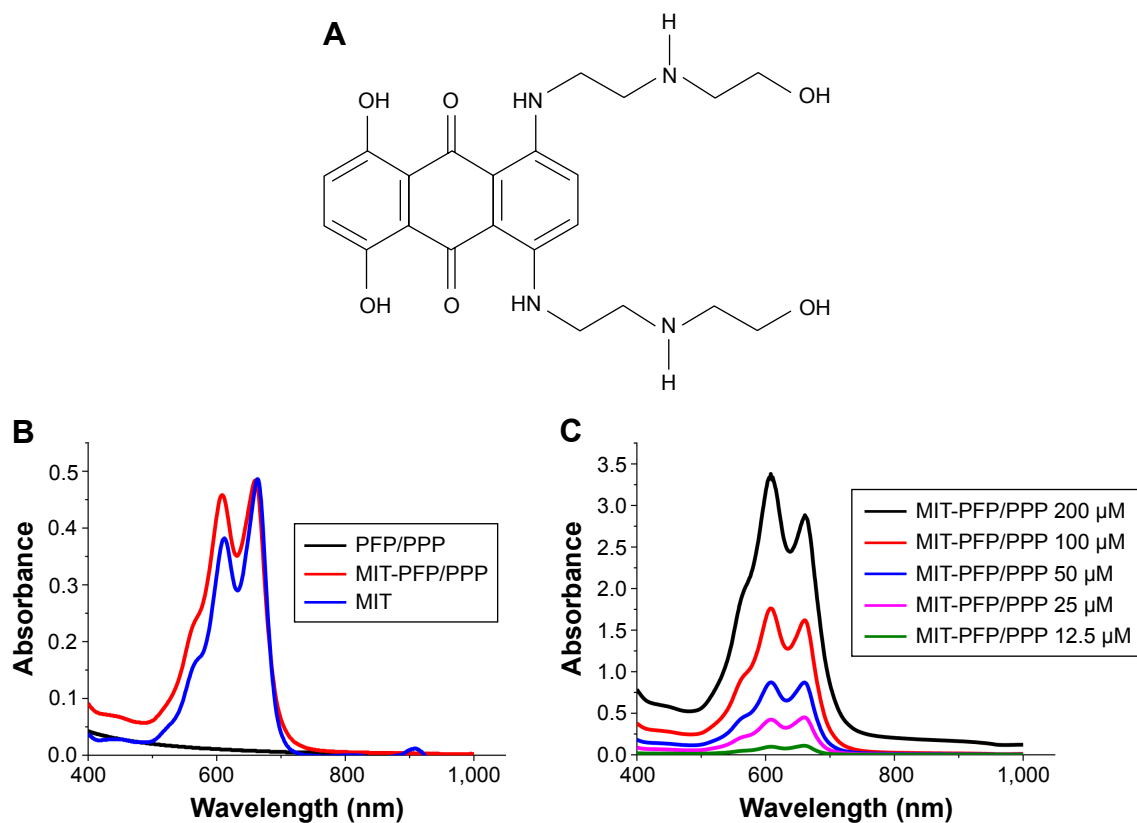 A
H
N
OH
HN
OH
O
OH
O
HN
OH
N
H
B
Absorbance
0.5
0.4
0.3
0.2
0.1
0.0
400
600
800
1,000
Wavelength (nm)
PFP/PPP
MIT-PFP/PPP
MIT
C
Absorbance
3.5
3.0
2.5
2.0
1.5
1.0
0.5
0.0
400
600
800
1,000
Wavelength (nm)
MIT-PFP/PPP 200 µM
MIT-PFP/PPP 100 µM
MIT-PFP/PPP 50 µM
MIT-PFP/PPP 25 µM
MIT-PFP/PPP 12.5 µM